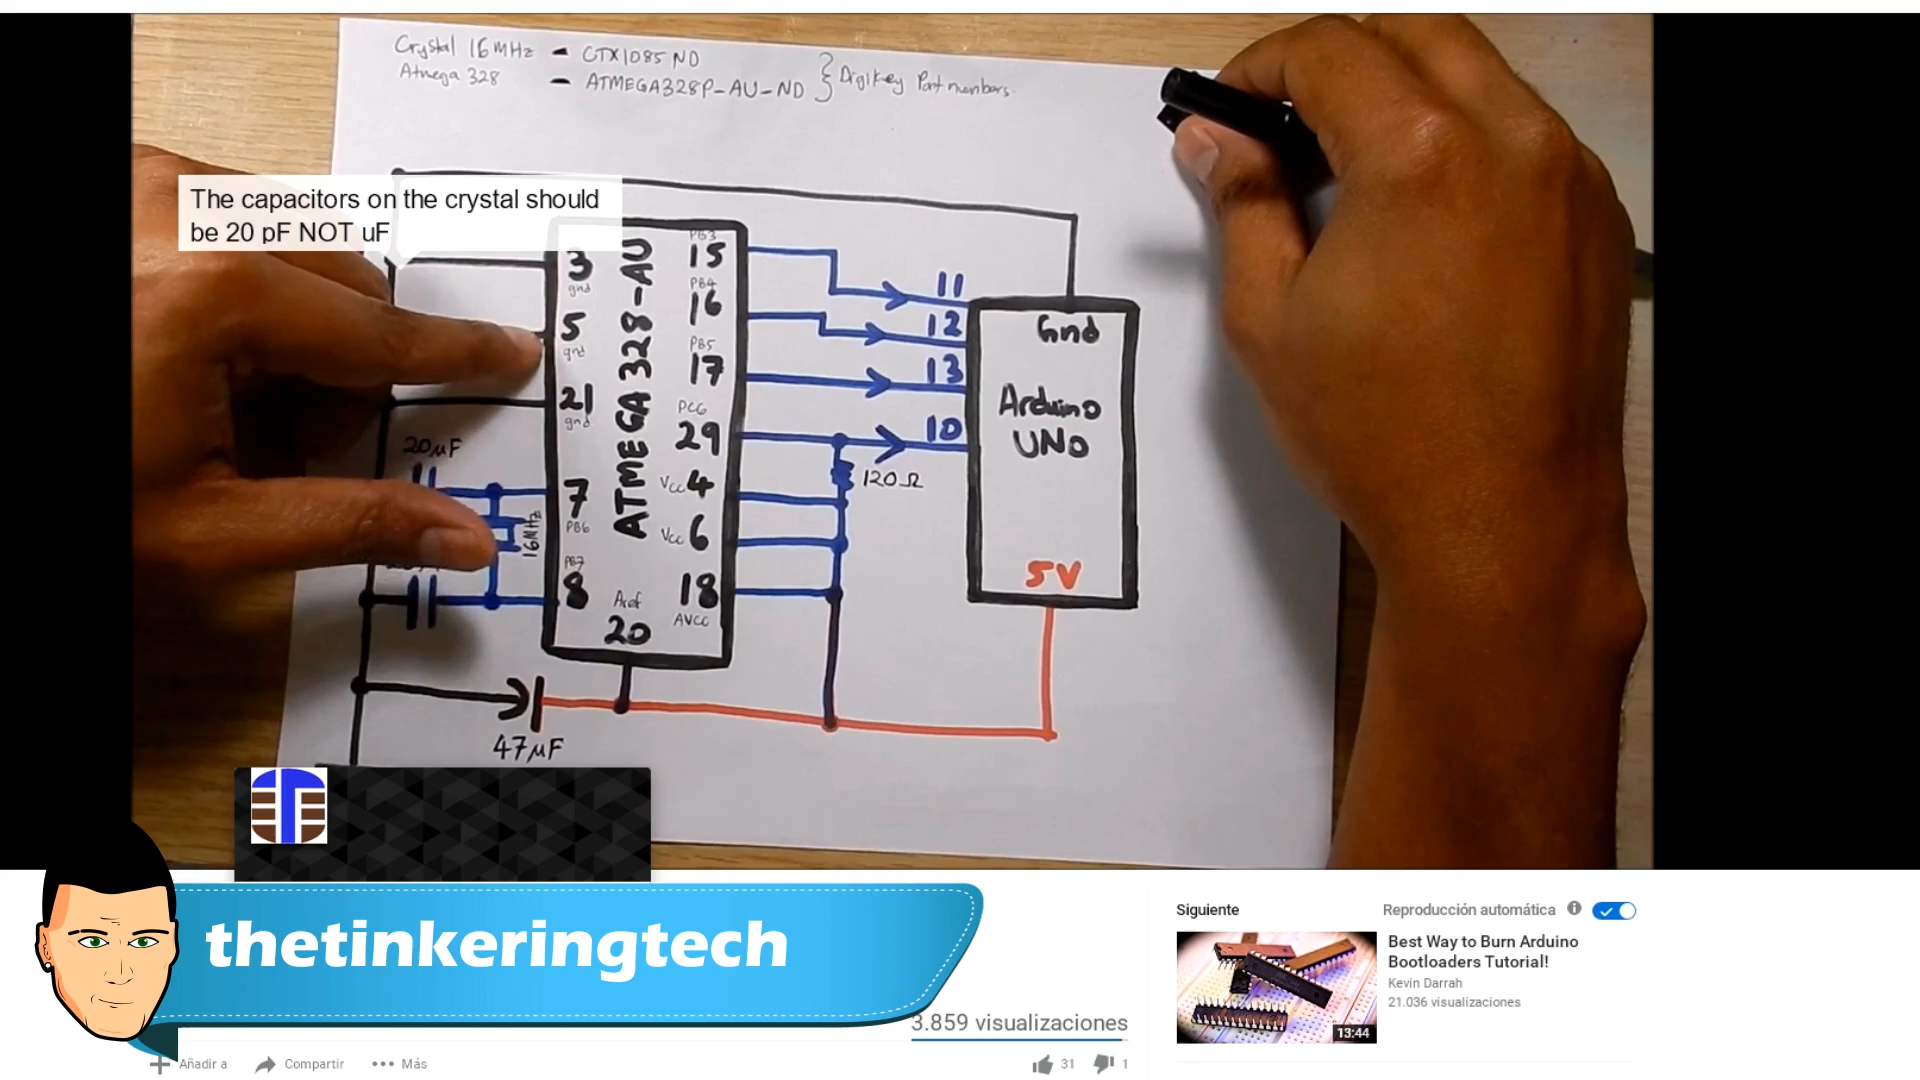 Crystal 16MHz - CTX1085ND
Atmega 328 - ATMEGA328P-AU-ND } Digikey Part numbers.
The capacitors on the crystal should
be 20 pF NOT uF
3
gnd
5
gnd
21
gnd
20µF
7
PB6
16MHz
PB7
8
Aref
20
ATMEGA 328-AU
PB3
15
PB4
16
PB5
17
PC6
29
Vcc 4
Vcc 6
18
AVCC
11
12
13
10
120Ω
Gnd
Arduino
UNO
5V
47µF
thetinkeringtech
3.859 visualizaciones
Añadir a
Compartir
Más
31
1
Siguiente
Reproducción automática
Best Way to Burn Arduino
Bootloaders Tutorial!
Kevin Darrah
21.036 visualizaciones
13:44